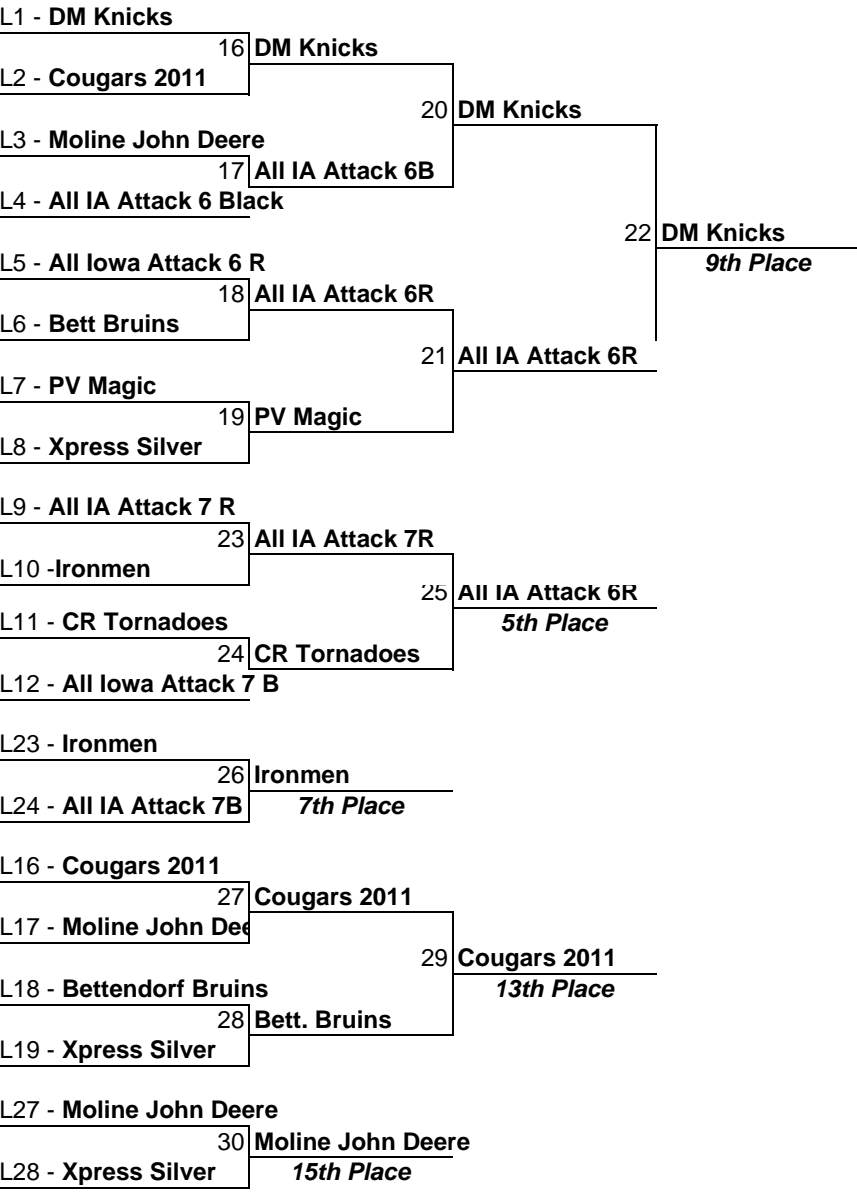 L1 - DM Knicks
16 DM Knicks
L2 - Cougars 2011
20 DM Knicks
L3 - Moline John Deere
17 All IA Attack 6B
L4 - All IA Attack 6 Black
22 DM Knicks
L5 - All Iowa Attack 6 R
9th Place
18 All IA Attack 6R
L6 - Bett Bruins
21 All IA Attack 6R
L7 - PV Magic
19 PV Magic
L8 - Xpress Silver
L9 - All IA Attack 7 R
23 All IA Attack 7R
L10 -Ironmen
25 All IA Attack 6R
L11 - CR Tornadoes
5th Place
24 CR Tornadoes
L12 - All Iowa Attack 7 B
L23 - Ironmen
26 Ironmen
L24 - All IA Attack 7B
7th Place
L16 - Cougars 2011
27 Cougars 2011
L17 - Moline John Dee
29 Cougars 2011
L18 - Bettendorf Bruins
13th Place
28 Bett. Bruins
L19 - Xpress Silver
L27 - Moline John Deere
30 Moline John Deere
L28 - Xpress Silver
15th Place